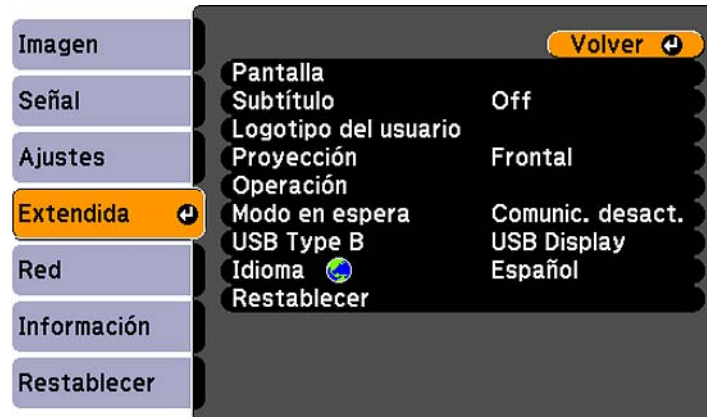 Imagen
Señal
Ajustes
Extendida
Red
Información
Restablecer
Volver
Pantalla
Subtítulo Off
Logotipo del usuario
Proyección Frontal
Operación
Modo en espera Comunic. desact.
USB Type B USB Display
Idioma Español
Restablecer